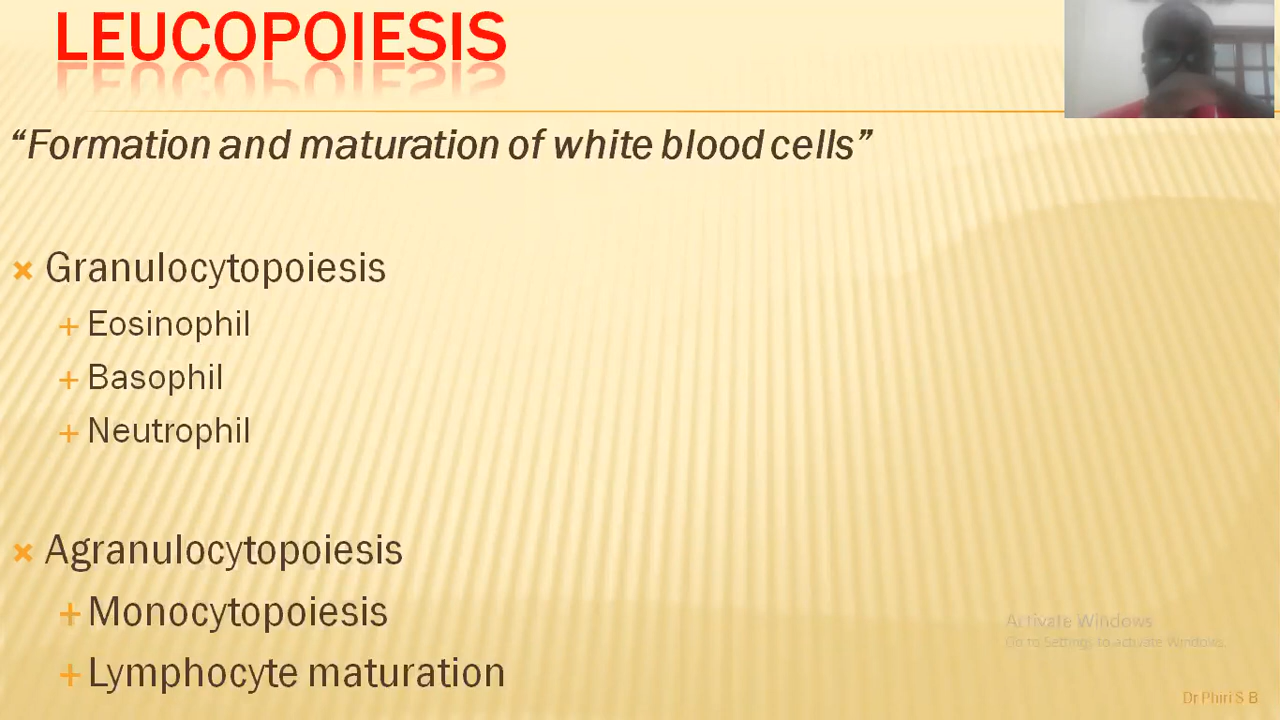 LEUCOPOIESIS
“Formation and maturation of white blood cells”
Granulocytopoiesis
Eosinophil
Basophil
Neutrophil
Agranulocytopoiesis
Monocytopoiesis
Lymphocyte maturation
Activate Windows
Go to Settings to activate Windows.
Dr Phiri S B